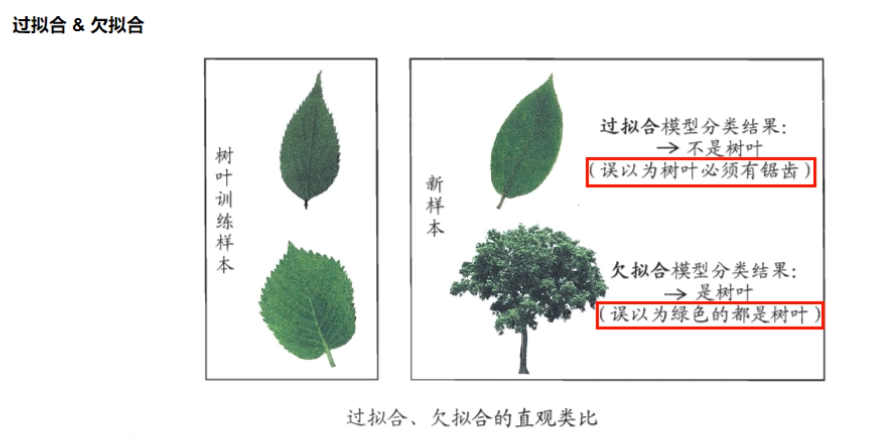 过拟合 & 欠拟合
树叶训练样本
新样本
过拟合模型分类结果:
→ 不是树叶
(误以为树叶必须有锯齿)
欠拟合模型分类结果:
→ 是树叶
(误以为绿色的都是树叶)
过拟合、欠拟合的直观类比